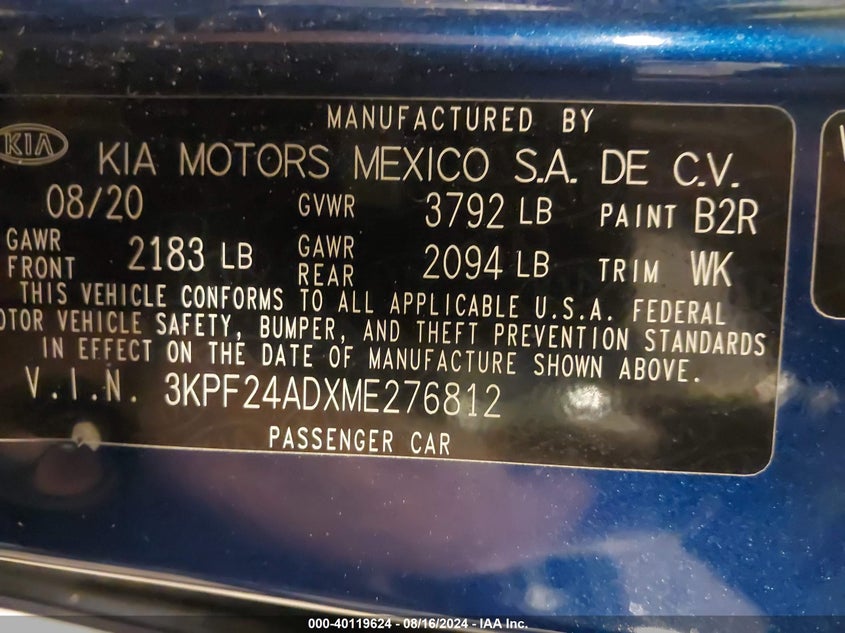 MANUFACTURED BY
KIA KIA MOTORS MEXICO S.A. DE C.V.
08/20 GVWR 3792 LB PAINT B2R
GAWR FRONT 2183 LB GAWR REAR 2094 LB TRIM WK
THIS VEHICLE CONFORMS TO ALL APPLICABLE U.S.A. FEDERAL
OTOR VEHICLE SAFETY, BUMPER, AND THEFT PREVENTION STANDARDS
IN EFFECT ON THE DATE OF MANUFACTURE SHOWN ABOVE.
V.I.N. 3KPF24ADXME276812
PASSENGER CAR
000-40119624 - 08/16/2024 - IAA Inc.